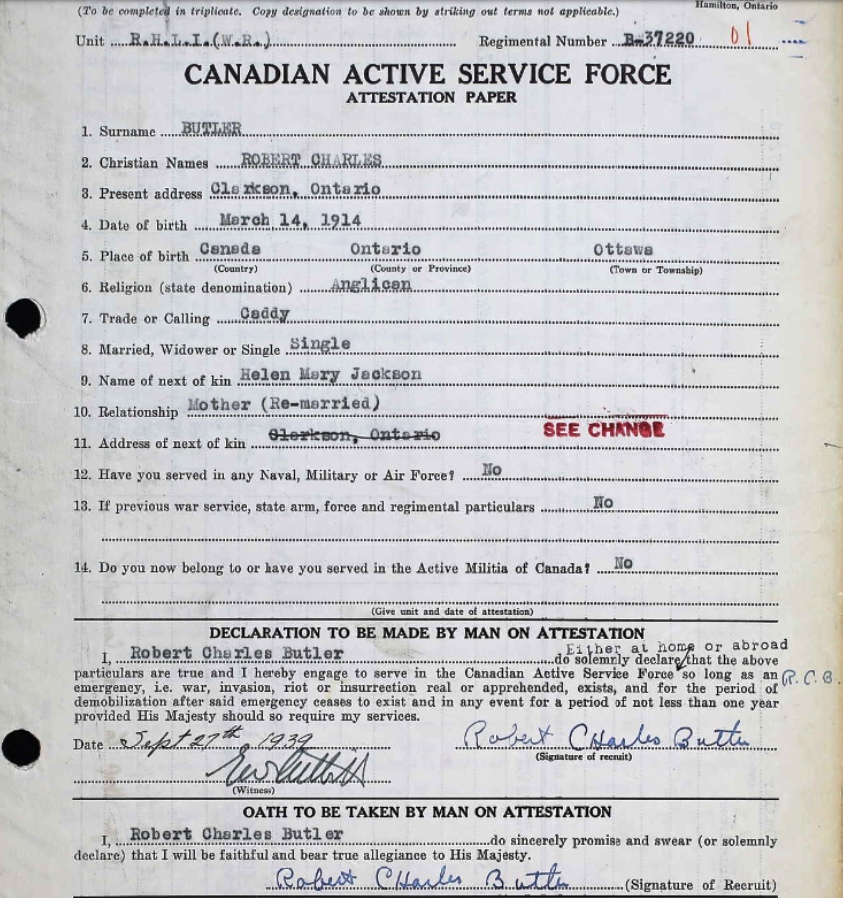 Hamilton, Ontario
(To be completed in triplicate. Copy designation to be shown by striking out terms not applicable.)
Unit R.H.L.I.(W.R.) Regimental Number B-37220 01
CANADIAN ACTIVE SERVICE FORCE
ATTESTATION PAPER
1. Surname BUTLER
2. Christian Names ROBERT CHARLES
3. Present address Clarkson, Ontario
4. Date of birth March 14, 1914
5. Place of birth Canada Ontario Ottawa
(Country) (County or Province) (Town or Township)
6. Religion (state denomination) Anglican
7. Trade or Calling Caddy
8. Married, Widower or Single Single
9. Name of next of kin Helen Mary Jackson
10. Relationship Mother (Re-married)
SEE CHANGE
11. Address of next of kin Clarkson, Ontario
12. Have you served in any Naval, Military or Air Force? No
13. If previous war service, state arm, force and regimental particulars No
14. Do you now belong to or have you served in the Active Militia of Canada? No
(Give unit and date of attestation)
DECLARATION TO BE MADE BY MAN ON ATTESTATION
Either at home or abroad
I, Robert Charles Butler do solemnly declare that the above
particulars are true and I hereby engage to serve in the Canadian Active Service Force so long as an R.C.B.
emergency, i.e. war, invasion, riot or insurrection real or apprehended, exists, and for the period of
demobilization after said emergency ceases to exist and in any event for a period of not less than one year
provided His Majesty should so require my services.
Date Sept 27th 1939 Robert CHarles Butler
(Signature of recruit)
(Witness)
OATH TO BE TAKEN BY MAN ON ATTESTATION
I, Robert Charles Butler do sincerely promise and swear (or solemnly
declare) that I will be faithful and bear true allegiance to His Majesty.
Robert CHarles Butler (Signature of Recruit)